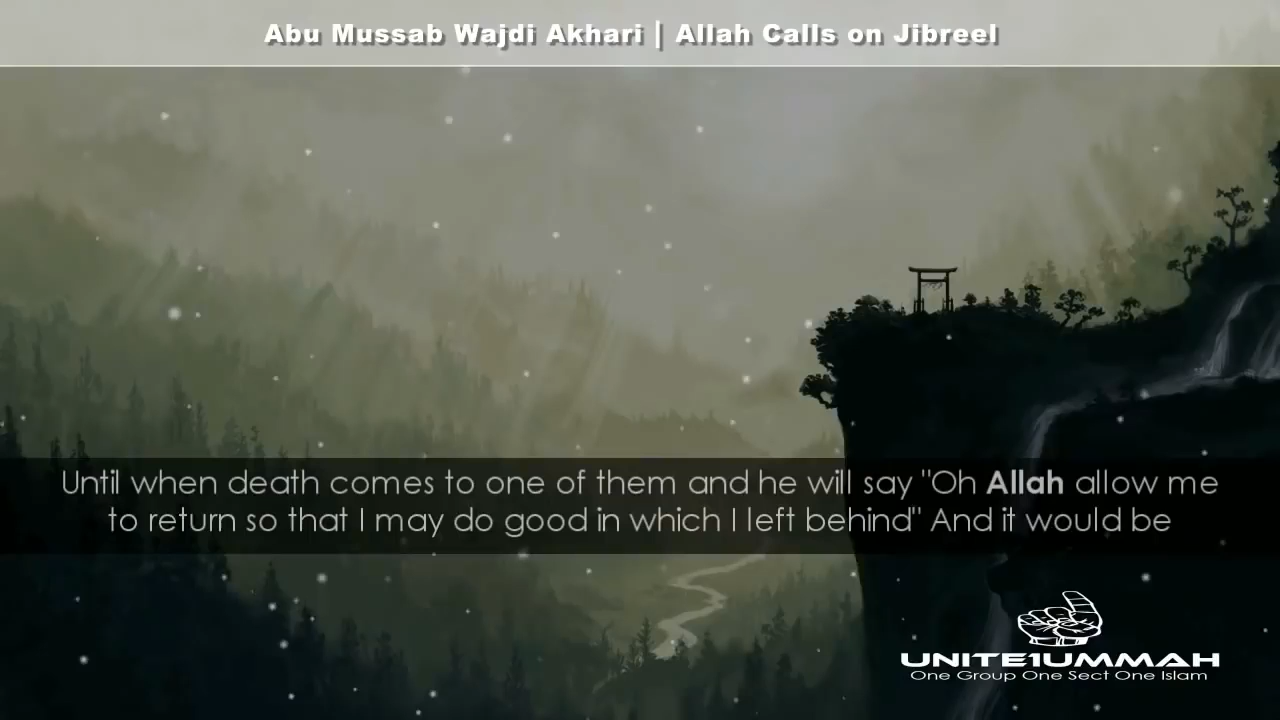 Abu Mussab Wajdi Akhari | Allah Calls on Jibreel
Until when death comes to one of them and he will say "Oh Allah allow me
to return so that I may do good in which I left behind" And it would be
UNITE1UMMAH
One Group One Sect One Islam